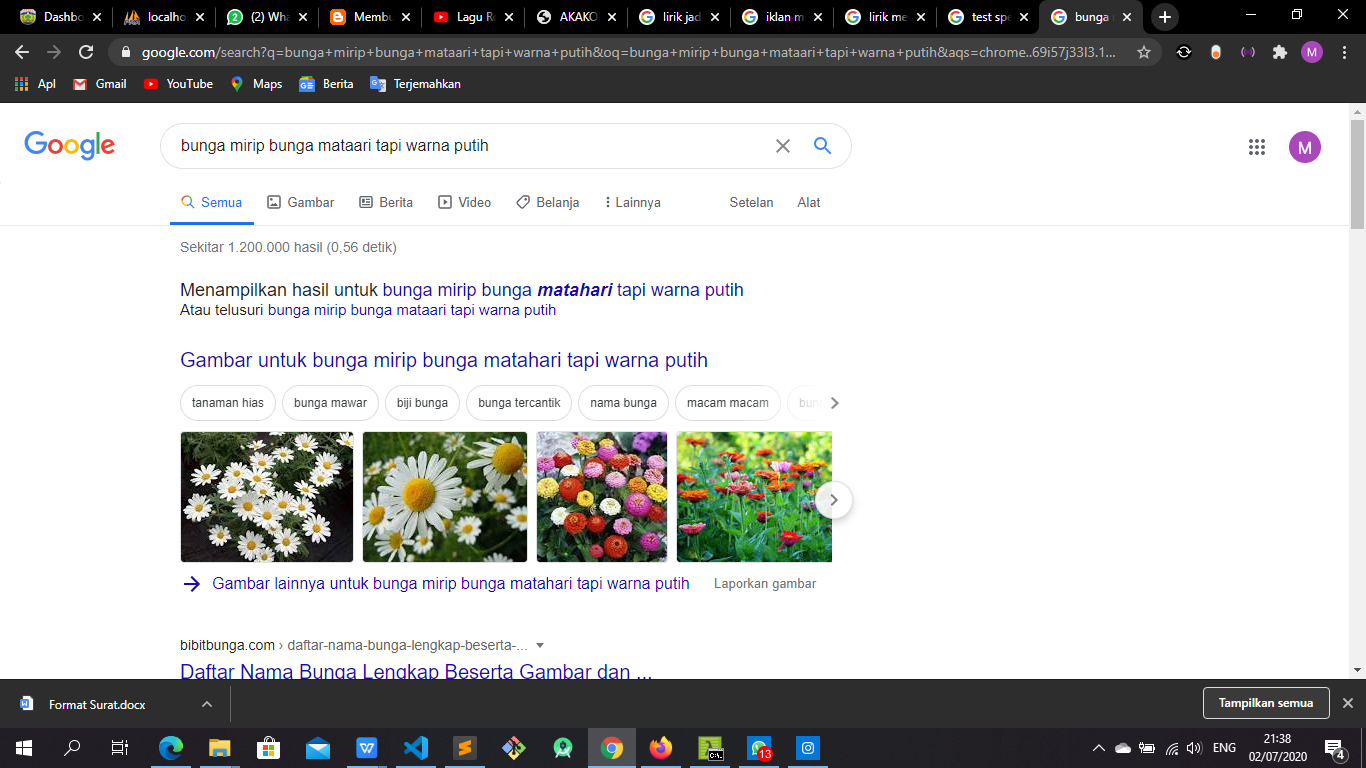 Dashbo
localho
(2) Wha
Membu
Lagu Ro
AKAKO
lirik jad
iklan m
lirik me
test spe
bunga
google.com/search?q=bunga+mirip+bunga+mataari+tapi+warna+putih&oq=bunga+mirip+bunga+mataari+tapi+warna+putih&aqs=chrome..69i57j33l3.1...
M
Apl
Gmail
YouTube
Maps
Berita
Terjemahkan
Google
bunga mirip bunga mataari tapi warna putih
M
Semua
Gambar
Berita
Video
Belanja
Lainnya
Setelan
Alat
Sekitar 1.200.000 hasil (0,56 detik)
Menampilkan hasil untuk bunga mirip bunga matahari tapi warna putih
Atau telusuri bunga mirip bunga mataari tapi warna putih
Gambar untuk bunga mirip bunga matahari tapi warna putih
tanaman hias
bunga mawar
biji bunga
bunga tercantik
nama bunga
macam macam
Gambar lainnya untuk bunga mirip bunga matahari tapi warna putih
Laporkan gambar
bibitbunga.com › daftar-nama-bunga-lengkap-beserta-...
Daftar Nama Bunga Lengkap Beserta Gambar dan ...
Format Surat.docx
Tampilkan semua
13
ENG
21:38
02/07/2020
4